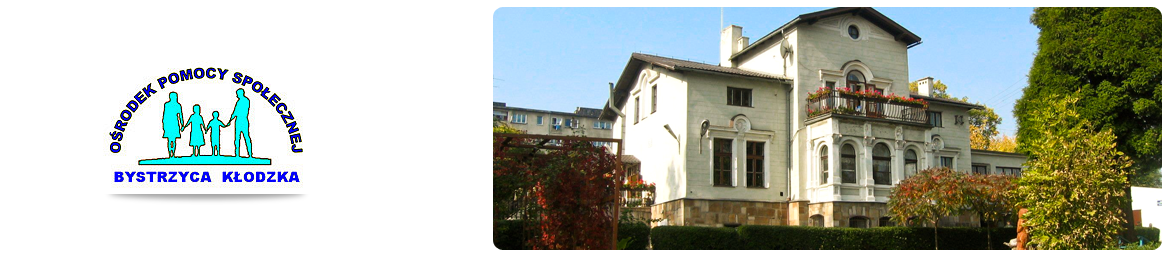 OŚRODEK POMOCY SPOŁECZNEJ
BYSTRZYCA KŁODZKA